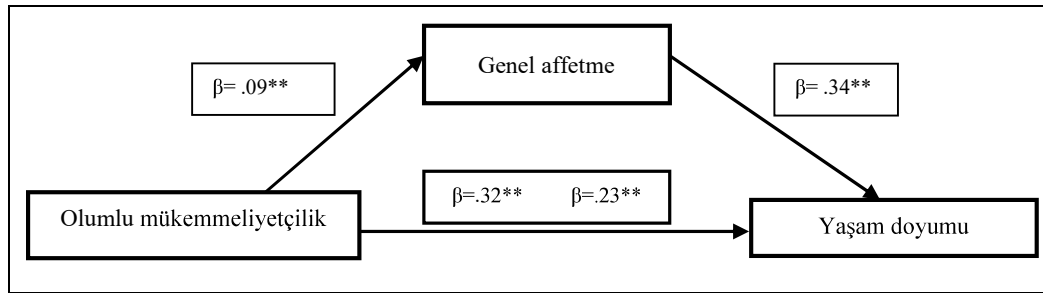 Genel affetme
β= .09**
β= .34**
β=.32** β=.23**
Olumlu mükemmeliyetçilik
Yaşam doyumu